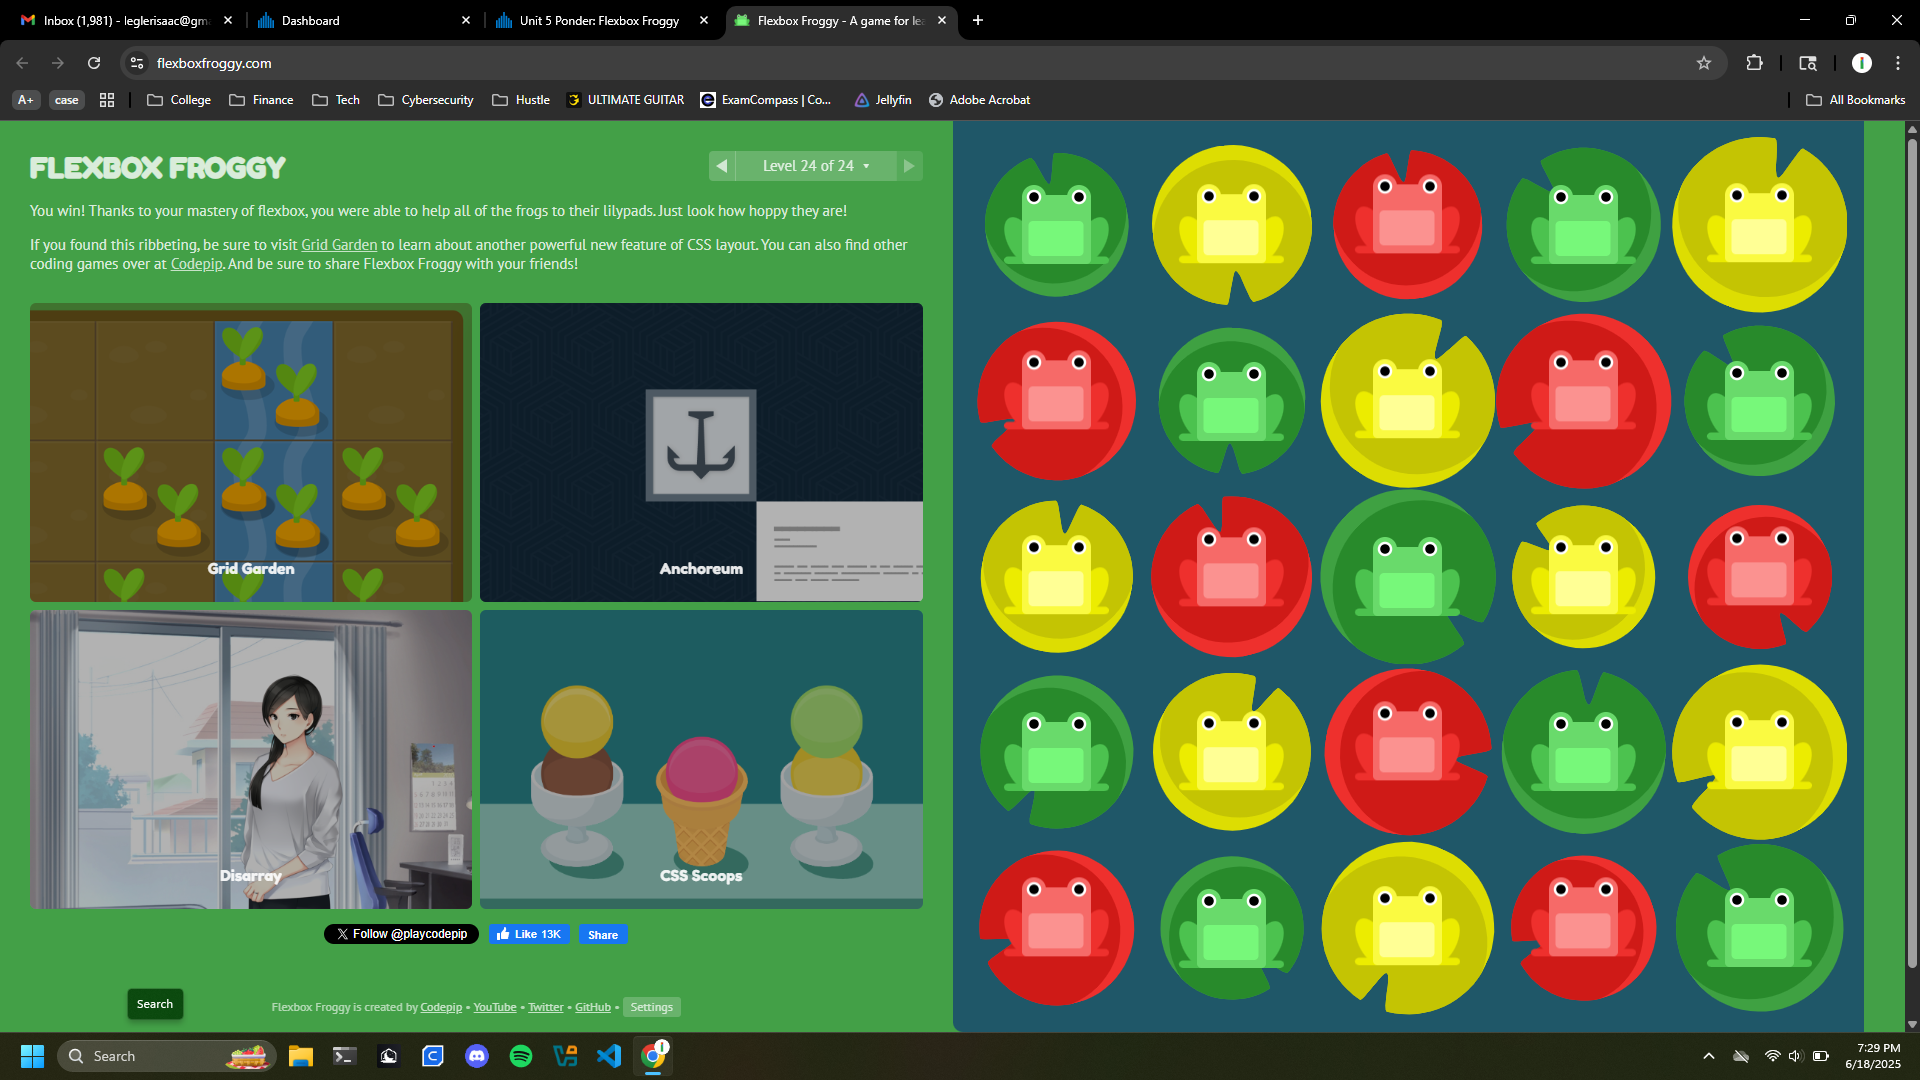 Inbox (1,981) - leglerisaac@gm
Dashboard
Unit 5 Ponder: Flexbox Froggy
Flexbox Froggy - A game for lea
flexboxfroggy.com
A+
case
College
Finance
Tech
Cybersecurity
Hustle
ULTIMATE GUITAR
ExamCompass | Co...
Jellyfin
Adobe Acrobat
All Bookmarks
FLEXBOX FROGGY
Level 24 of 24
You win! Thanks to your mastery of flexbox, you were able to help all of the frogs to their lilypads. Just look how hoppy they are!
If you found this ribbeting, be sure to visit Grid Garden to learn about another powerful new feature of CSS layout. You can also find other
coding games over at Codepip. And be sure to share Flexbox Froggy with your friends!
Grid Garden
Anchoreum
Disarray
CSS Scoops
Follow @playcodepip
Like 13K
Share
Search
Flexbox Froggy is created by Codepip • YouTube • Twitter • GitHub • Settings
Search
7:29 PM
6/18/2025